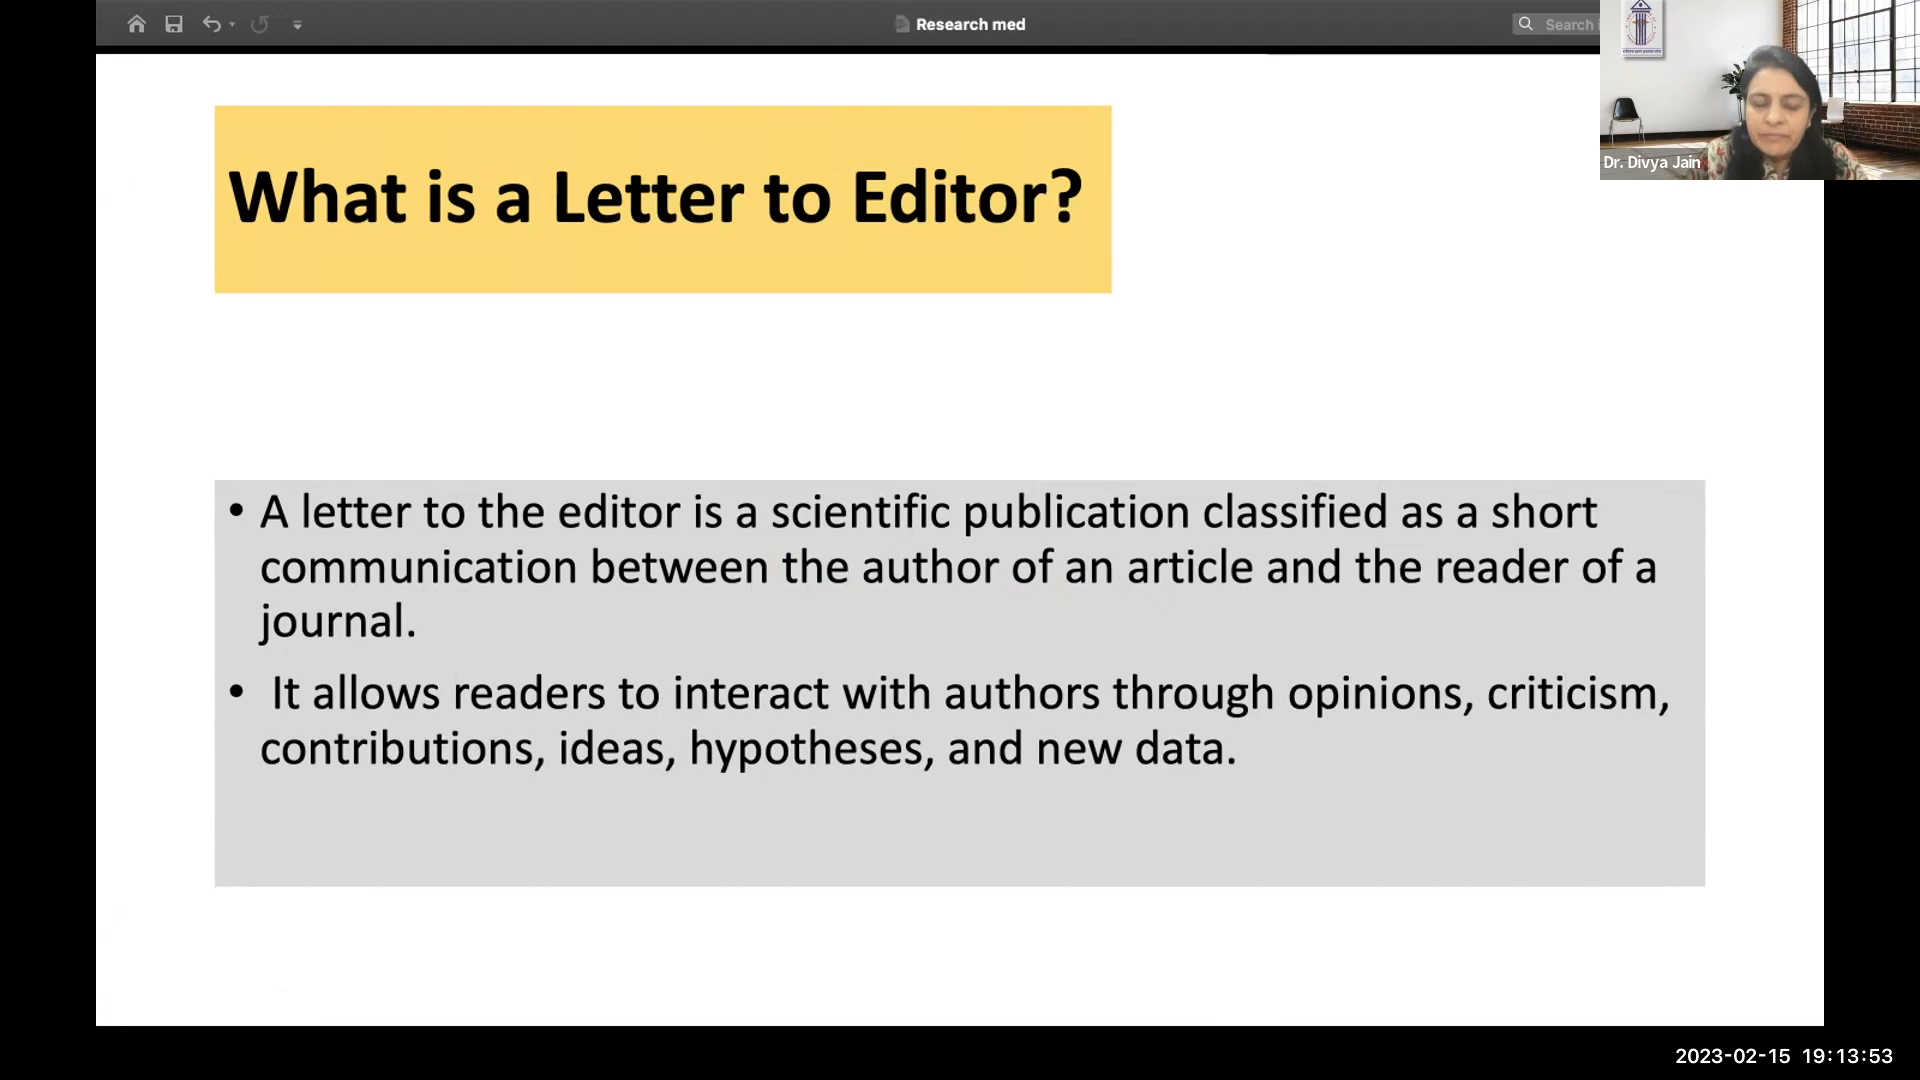 Research med
Search
Dr. Divya Jain
What is a Letter to Editor?
• A letter to the editor is a scientific publication classified as a short
communication between the author of an article and the reader of a
journal.
• It allows readers to interact with authors through opinions, criticism,
contributions, ideas, hypotheses, and new data.
2023-02-15 19:13:53